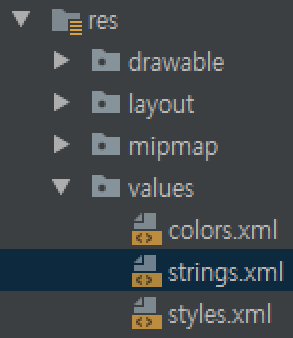 res
drawable
layout
mipmap
values
colors.xml
strings.xml
styles.xml